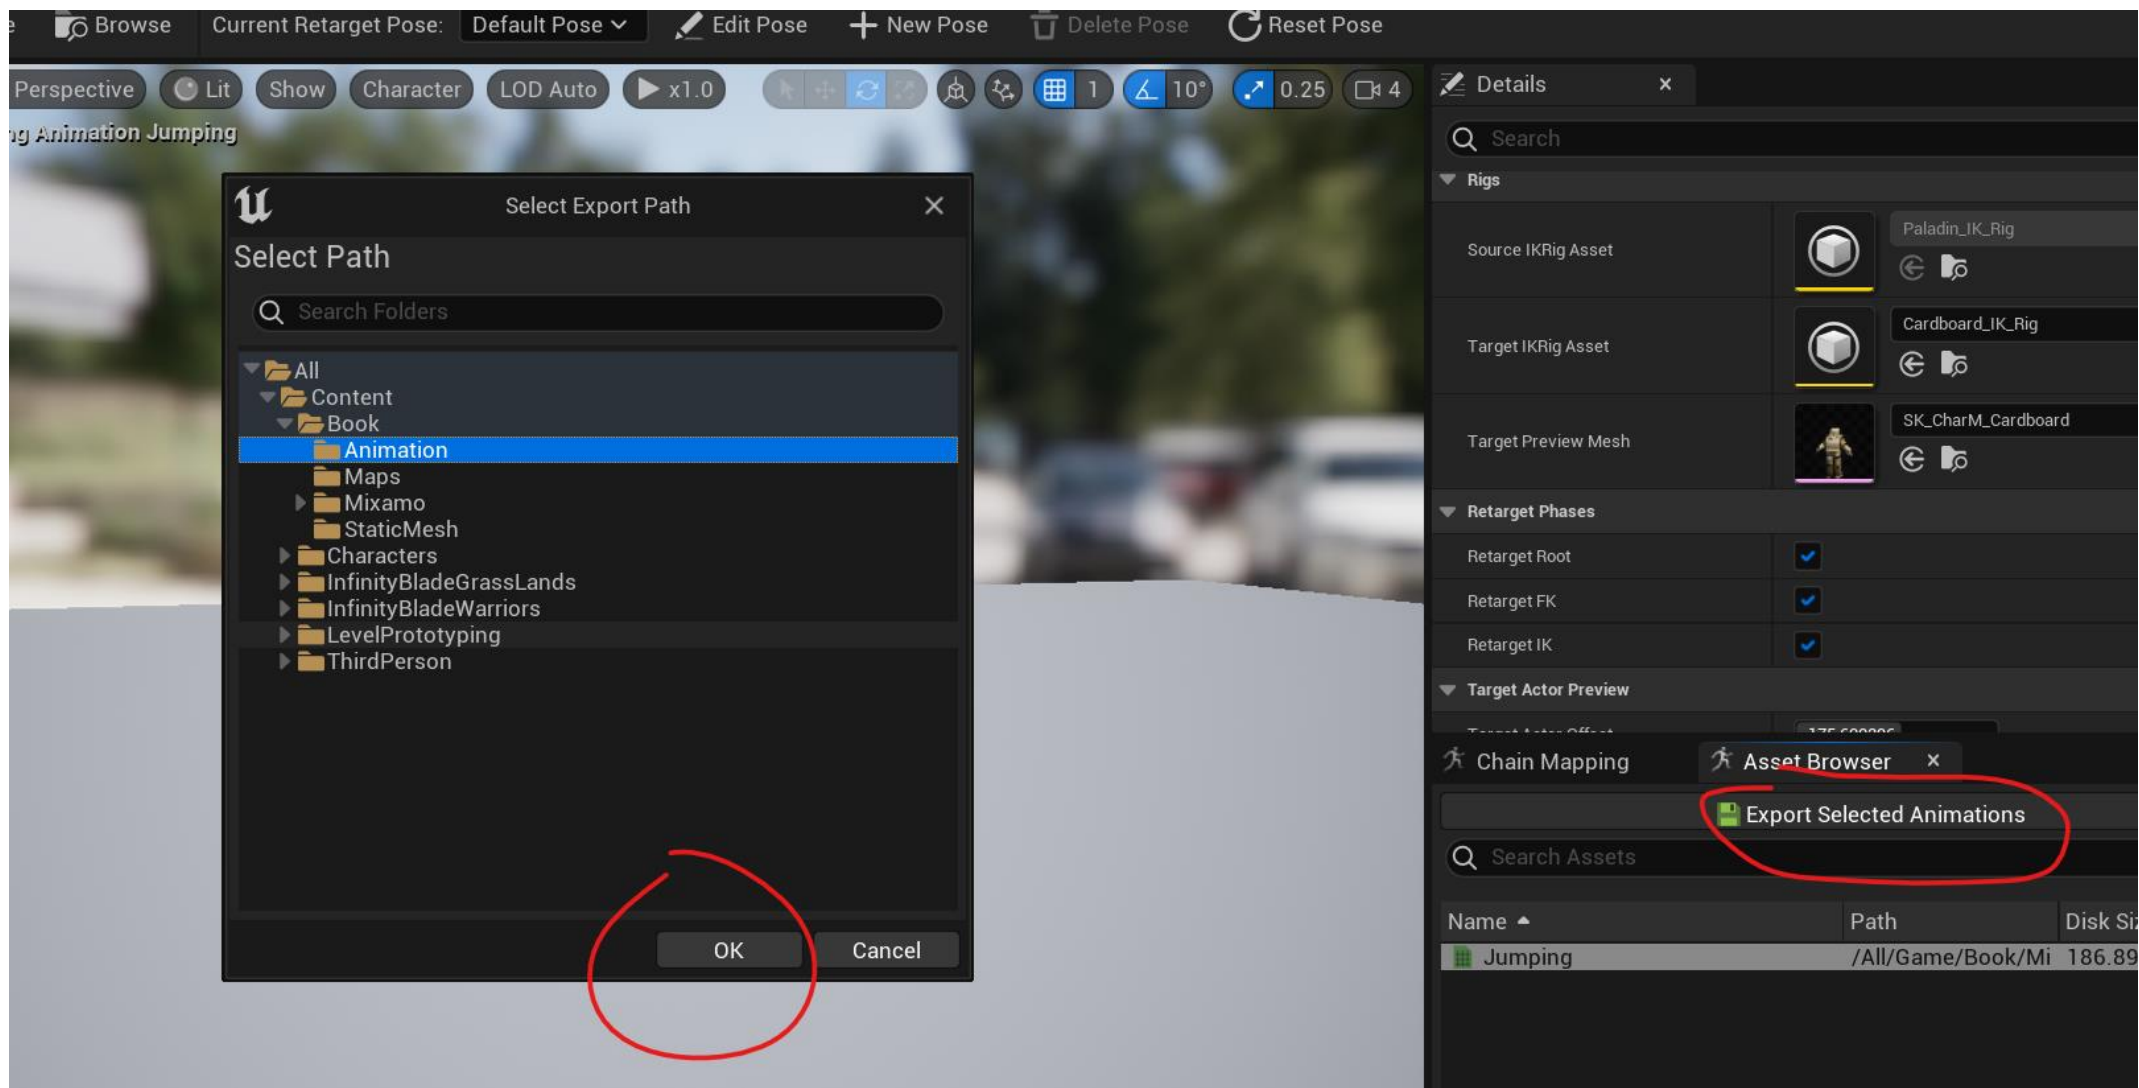 Browse Current Retarget Pose: Default Pose Edit Pose New Pose Delete Pose Reset Pose
Perspective Lit Show Character LOD Auto x1.0 1 10° 0.25 4
Animation Jumping
Select Export Path
Select Path
Search Folders
All
Content
Book
Animation
Maps
Mixamo
StaticMesh
Characters
InfinityBladeGrassLands
InfinityBladeWarriors
LevelPrototyping
ThirdPerson
OK Cancel
Details
Search
Rigs
Source IKRig Asset Paladin_IK_Rig
Target IKRig Asset Cardboard_IK_Rig
Target Preview Mesh SK_CharM_Cardboard
Retarget Phases
Retarget Root
Retarget FK
Retarget IK
Target Actor Preview
Chain Mapping Asset Browser
Export Selected Animations
Search Assets
Name Path Disk Siz
Jumping /All/Game/Book/Mi 186.89